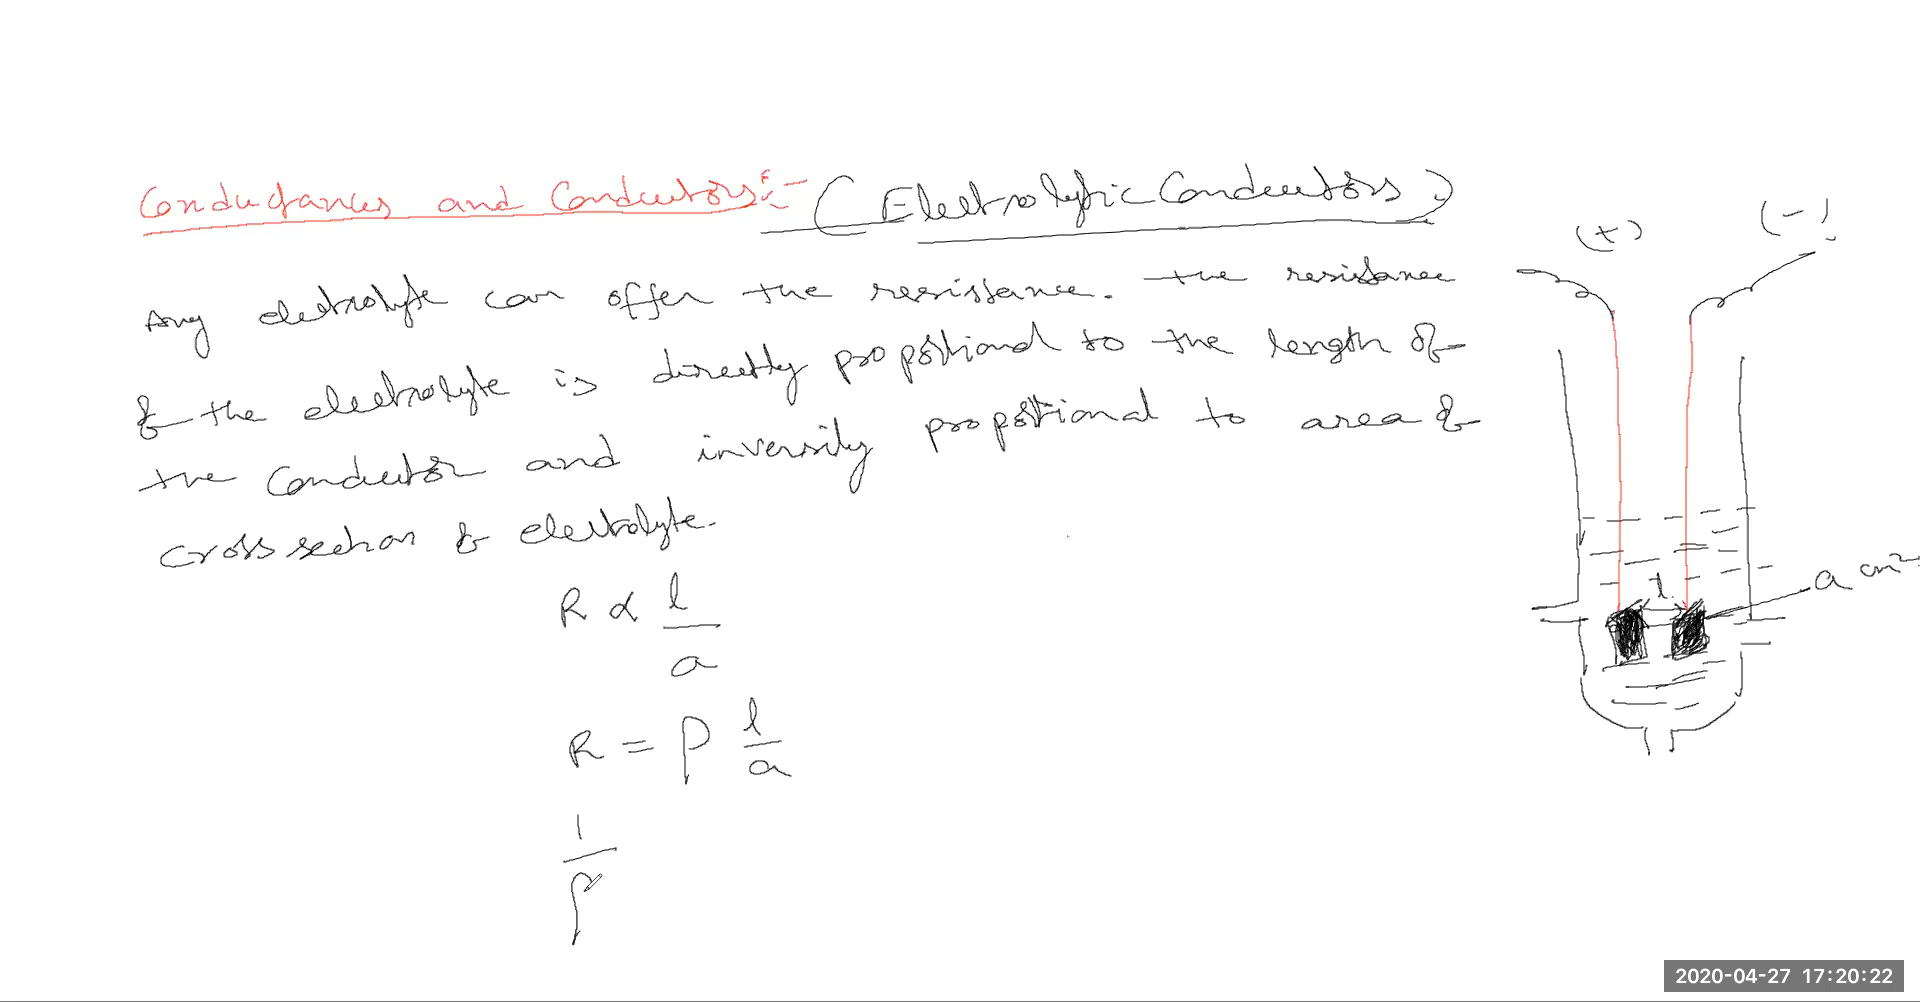 Conductances and Conductors:- (Electrolytic Conductors)
Any electrolyte can offer the resistance. The resistance
of the electrolyte is directly proportional to the length of
the Conductor and inversily proportional to area of
cross section of electrolyte.
R ∝ l/a
R = ρ l/a
1/ρ
(+)
(-)
l
a cm²
2020-04-27 17:20:22